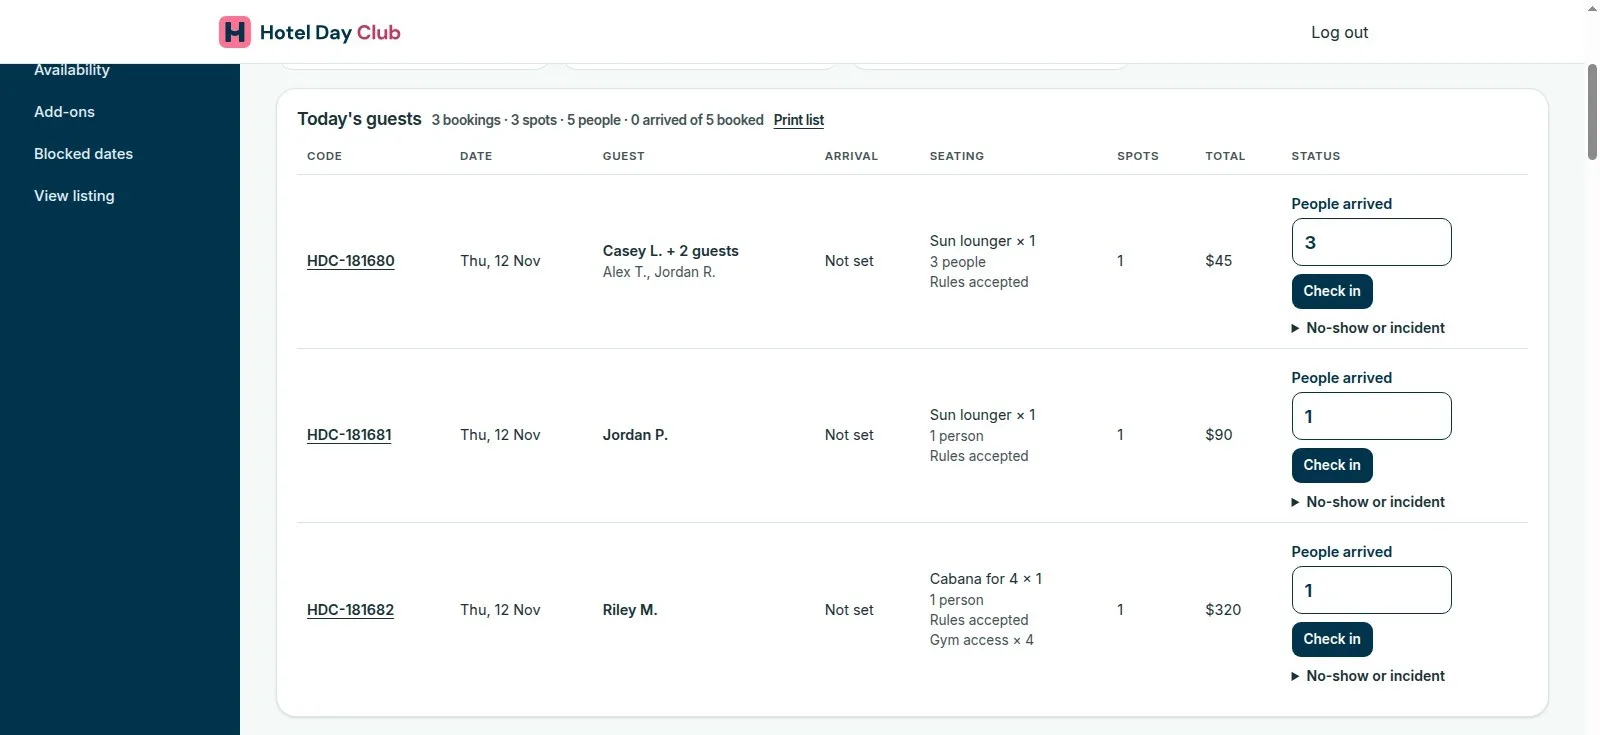 Hotel Day Club
Log out
Availability
Add-ons
Blocked dates
View listing
Today's guests 3 bookings · 3 spots · 5 people · 0 arrived of 5 booked Print list
CODE DATE GUEST ARRIVAL SEATING SPOTS TOTAL STATUS
HDC-181680
Thu, 12 Nov
Casey L. + 2 guests
Alex T., Jordan R.
Not set
Sun lounger × 1
3 people
Rules accepted
1
$45
People arrived
3
Check in
▶ No-show or incident
HDC-181681
Thu, 12 Nov
Jordan P.
Not set
Sun lounger × 1
1 person
Rules accepted
1
$90
People arrived
1
Check in
▶ No-show or incident
HDC-181682
Thu, 12 Nov
Riley M.
Not set
Cabana for 4 × 1
1 person
Rules accepted
Gym access × 4
1
$320
People arrived
1
Check in
▶ No-show or incident